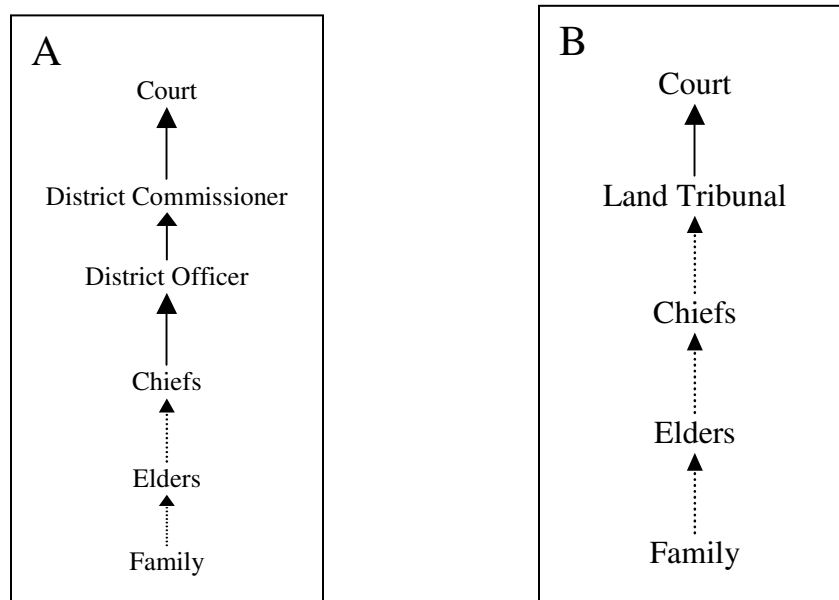 A
Court
District Commissioner
District Officer
Chiefs
Elders
Family
B
Court
Land Tribunal
Chiefs
Elders
Family